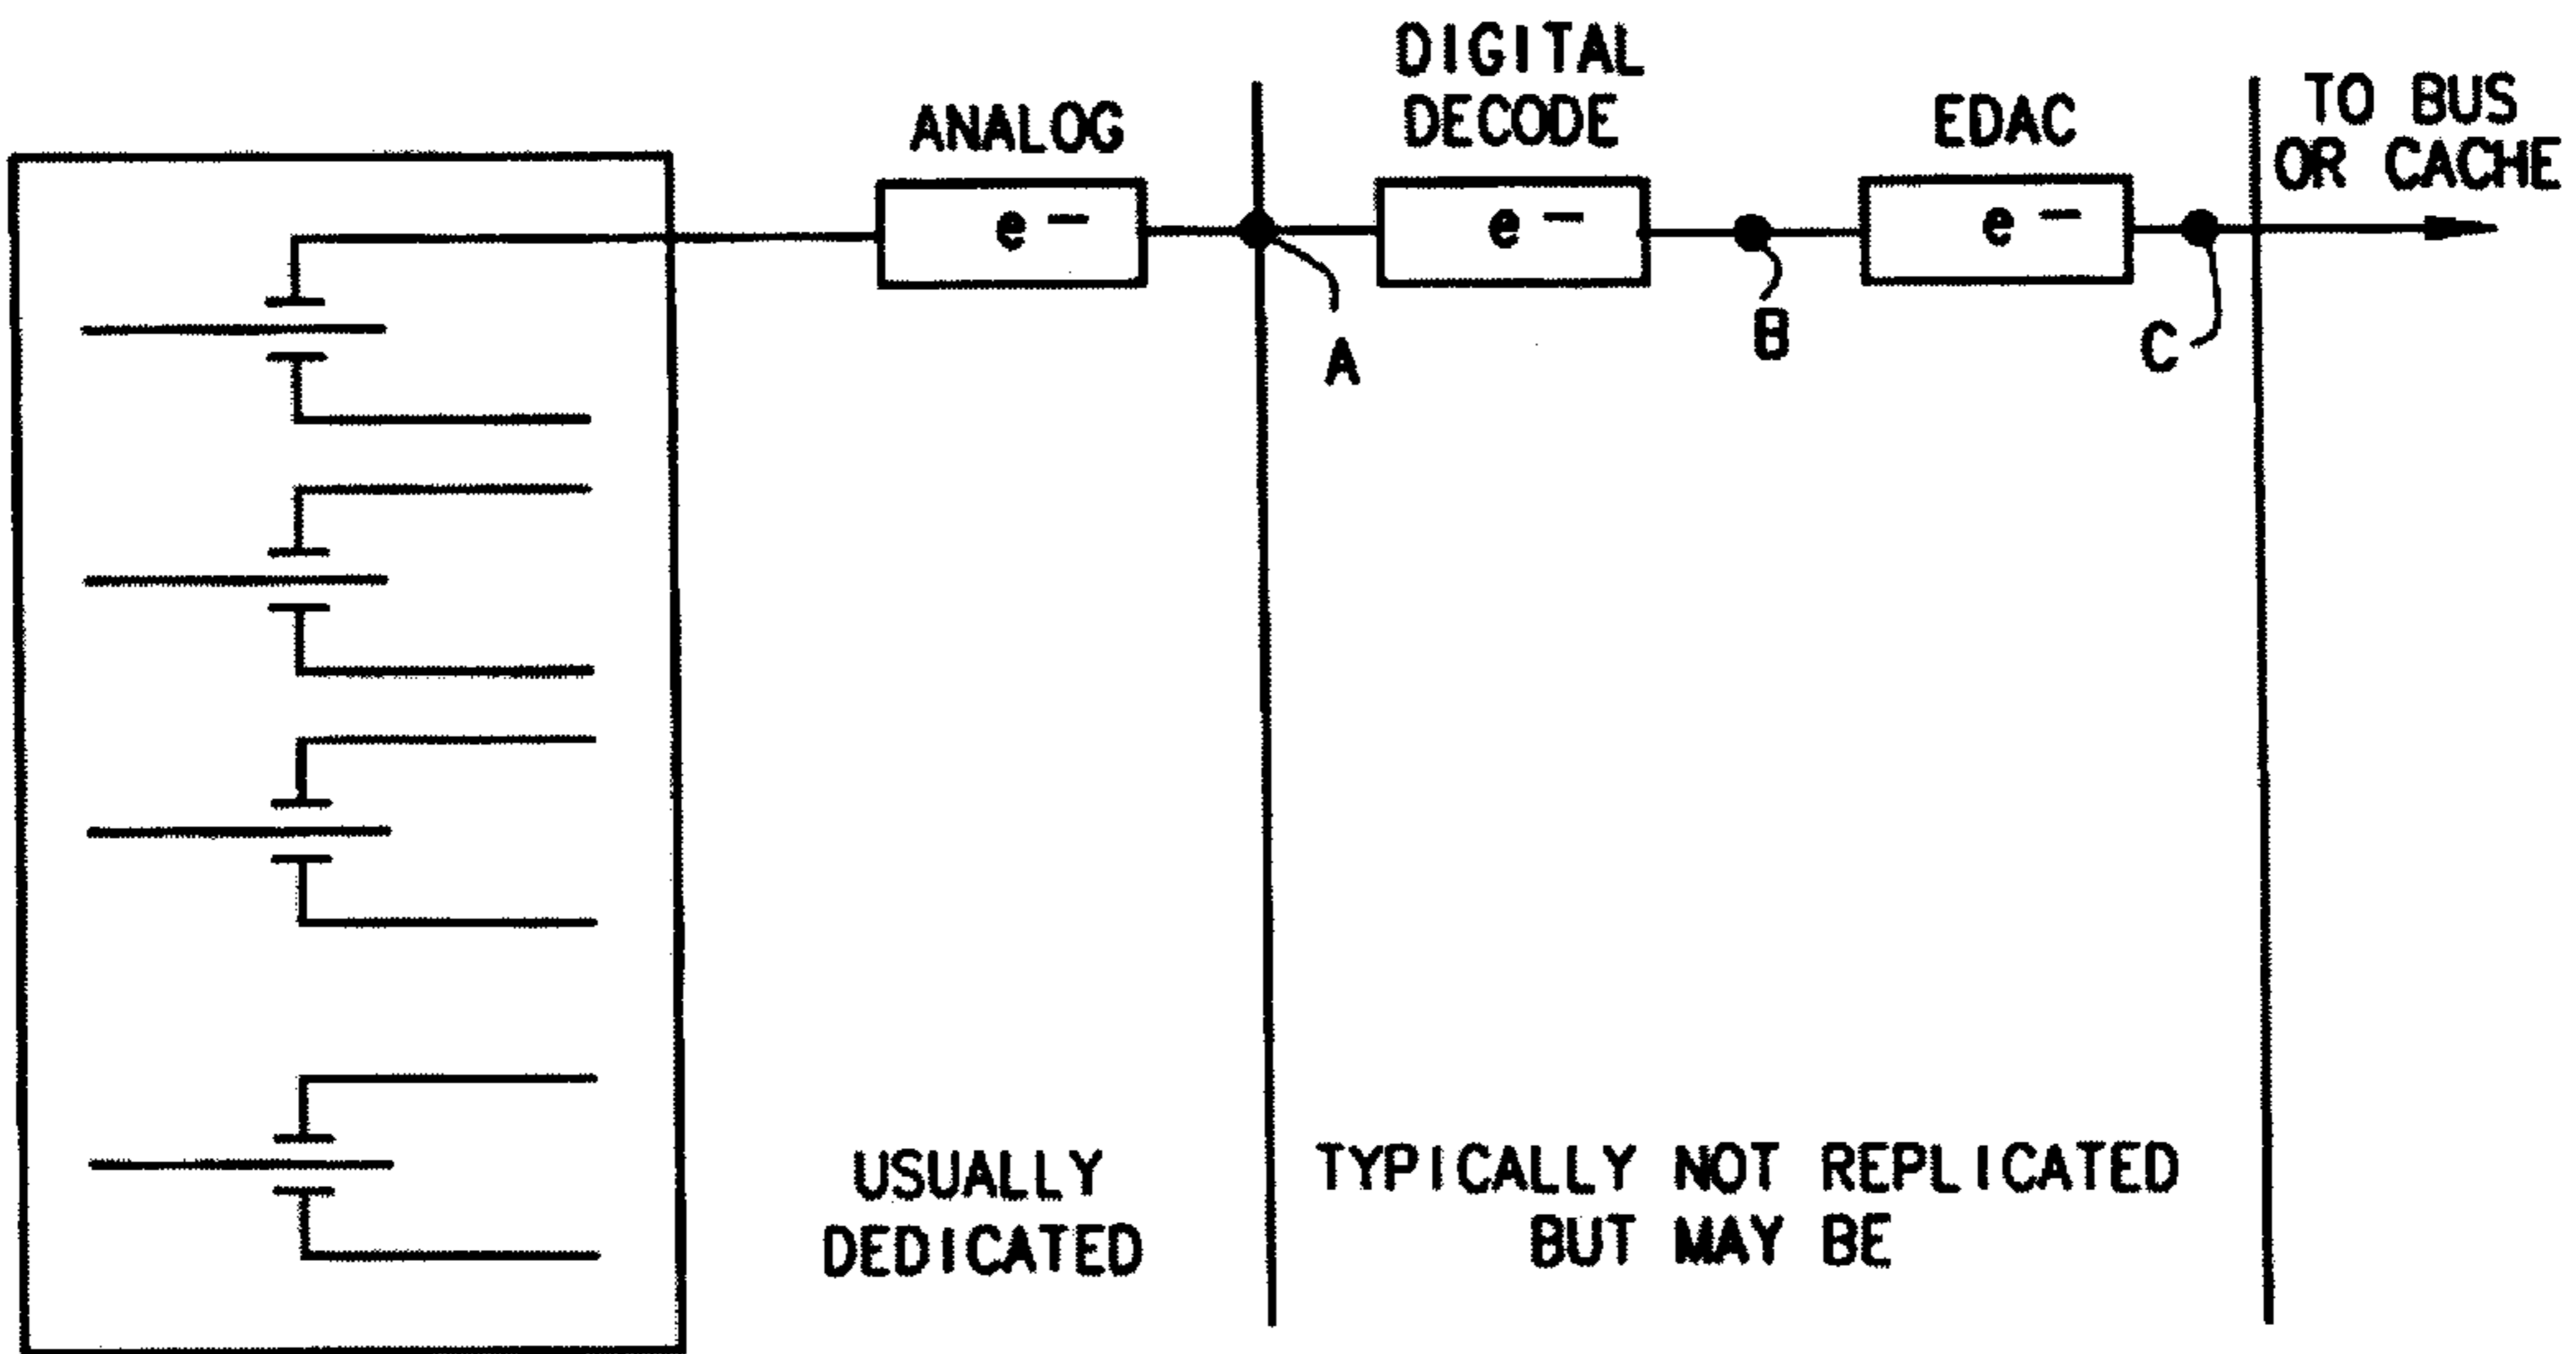 ANALOG
e-
A
DIGITAL
DECODE
e-
B
EDAC
e-
C
TO BUS
OR CACHE
USUALLY
DEDICATED
TYPICALLY NOT REPLICATED
BUT MAY BE